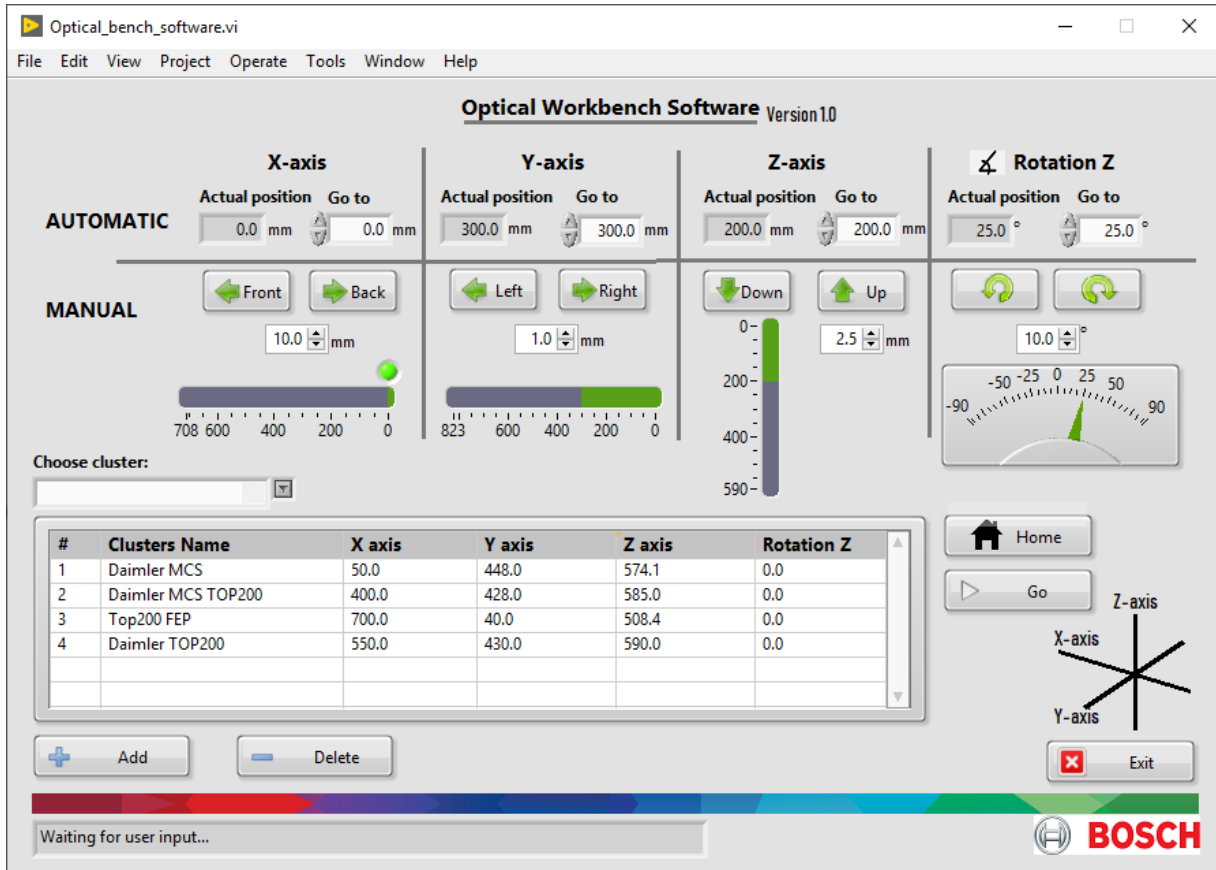 Optical_bench_software.vi
File Edit View Project Operate Tools Window Help
Optical Workbench Software Version 1.0
X-axis Y-axis Z-axis Rotation Z
Actual position Go to Actual position Go to Actual position Go to Actual position Go to
AUTOMATIC 0.0 mm 0.0 mm 300.0 mm 300.0 mm 200.0 mm 200.0 mm 25.0 ° 25.0 °
MANUAL Front Back Left Right Down Up
10.0 mm 1.0 mm 2.5 mm 10.0 °
708 600 400 200 0
823 600 400 200 0
0
200
400
590
-90 -50 -25 0 25 50 90
Choose cluster:
# Clusters Name X axis Y axis Z axis Rotation Z
1 Daimler MCS 50.0 448.0 574.1 0.0
2 Daimler MCS TOP200 400.0 428.0 585.0 0.0
3 Top200 FEP 700.0 40.0 508.4 0.0
4 Daimler TOP200 550.0 430.0 590.0 0.0
Home
Go
Z-axis
X-axis
Y-axis
Add Delete
Exit
Waiting for user input...
BOSCH